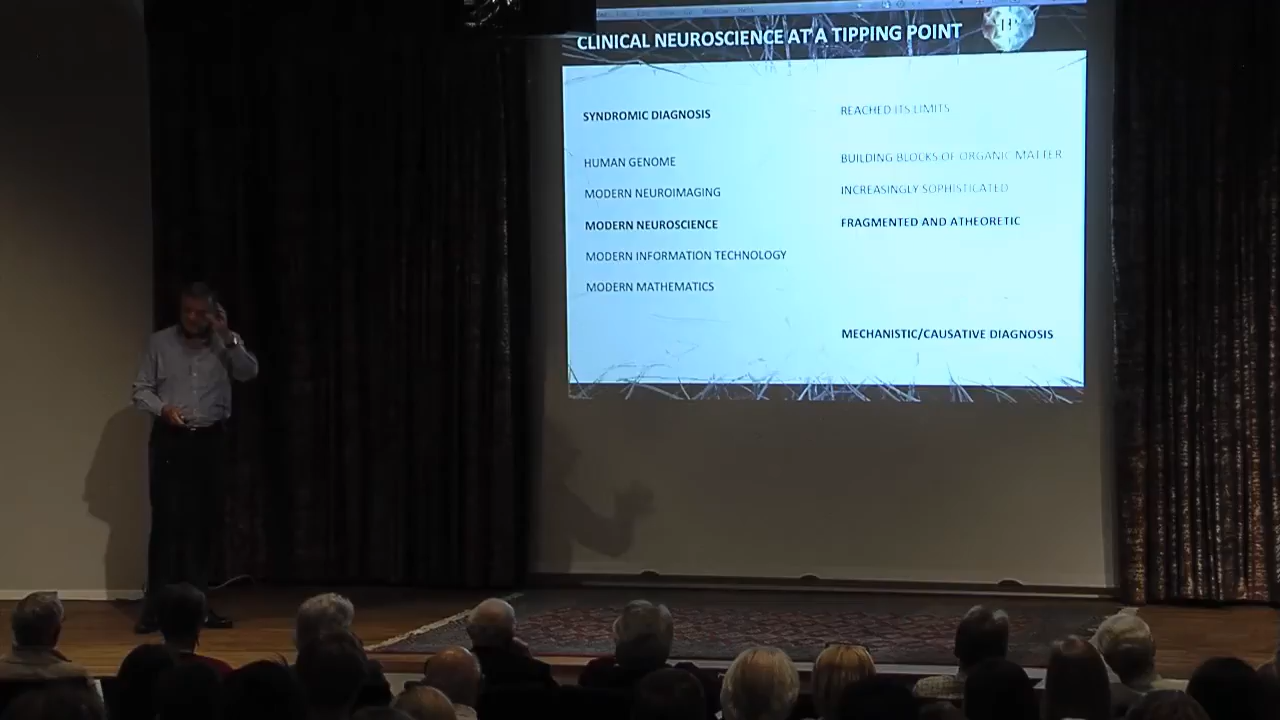 CLINICAL NEUROSCIENCE AT A TIPPING POINT
SYNDROMIC DIAGNOSIS
REACHED ITS LIMITS
HUMAN GENOME
BUILDING BLOCKS OF ORGANIC MATTER
MODERN NEUROIMAGING
INCREASINGLY SOPHISTICATED
MODERN NEUROSCIENCE
FRAGMENTED AND ATHEORETIC
MODERN INFORMATION TECHNOLOGY
MODERN MATHEMATICS
MECHANISTIC/CAUSATIVE DIAGNOSIS